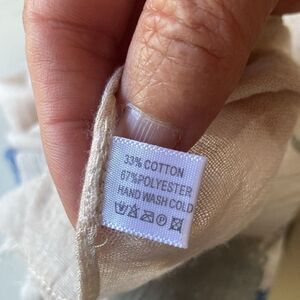 33% COTTON
67%POLYESTER
HAND WASH COLD